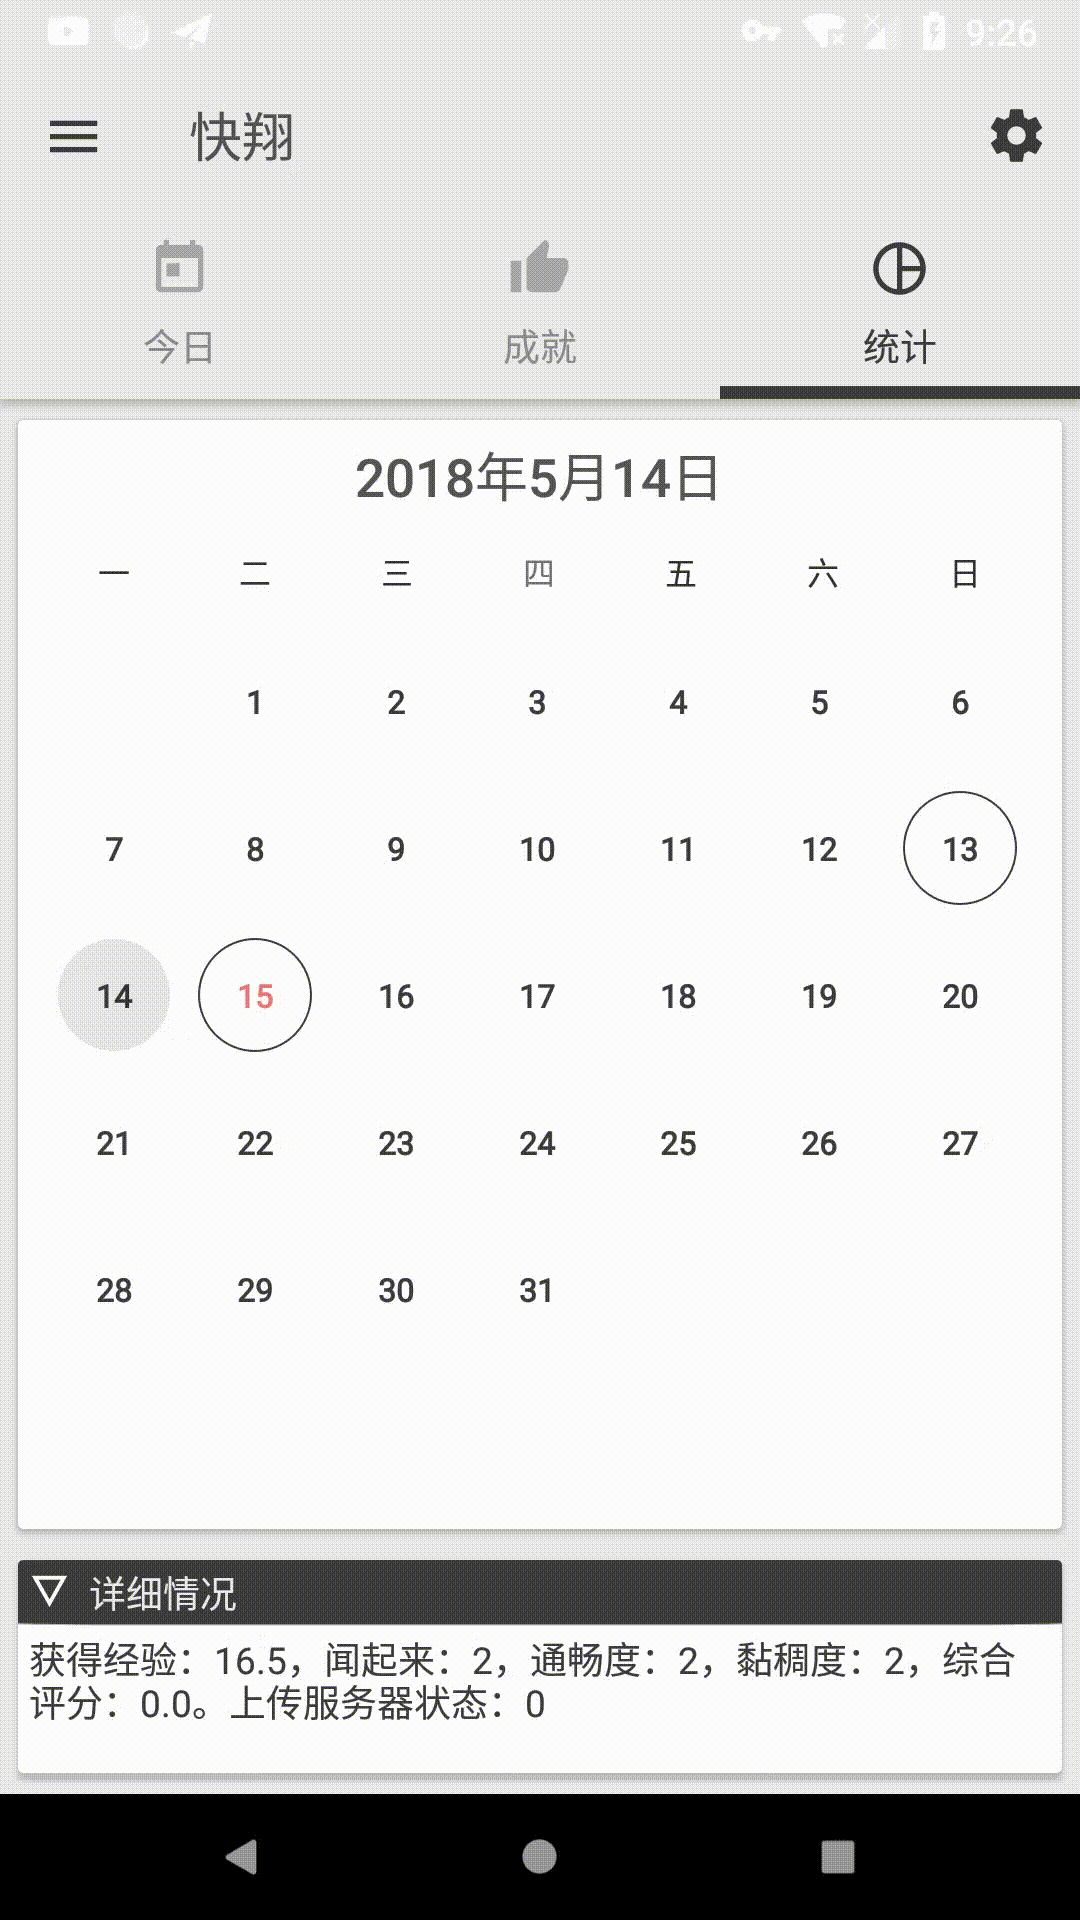 9:26
快翔
今日 成就 统计
2018年5月14日
一 二 三 四 五 六 日
1 2 3 4 5 6
7 8 9 10 11 12 13
14 15 16 17 18 19 20
21 22 23 24 25 26 27
28 29 30 31
详细情况
获得经验：16.5，闻起来：2，通畅度：2，黏稠度：2，综合
评分：0.0。上传服务器状态：0